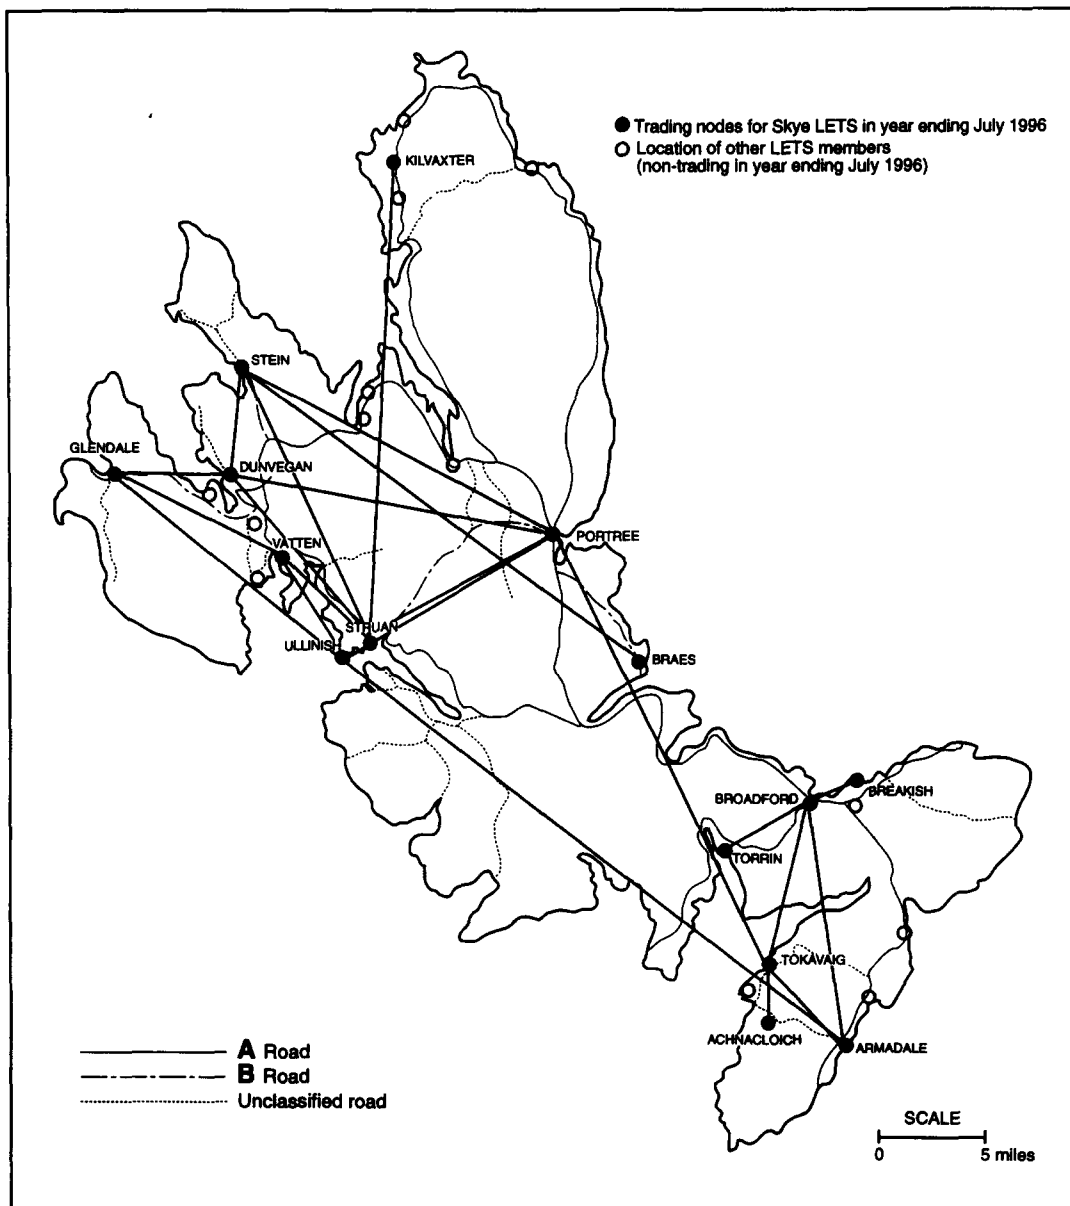 Trading nodes for Skye LETS in year ending July 1996
Location of other LETS members
(non-trading in year ending July 1996)
KILVAXTER
STEIN
GLENDALE
DUNVEGAN
VATTEN
PORTREE
STRUAN
ULLINISH
BRAES
BROADFORD
BREAKISH
TORRIN
TOKAVAIG
ACHNACLOICH
ARMADALE
A Road
B Road
Unclassified road
SCALE
0 5 miles